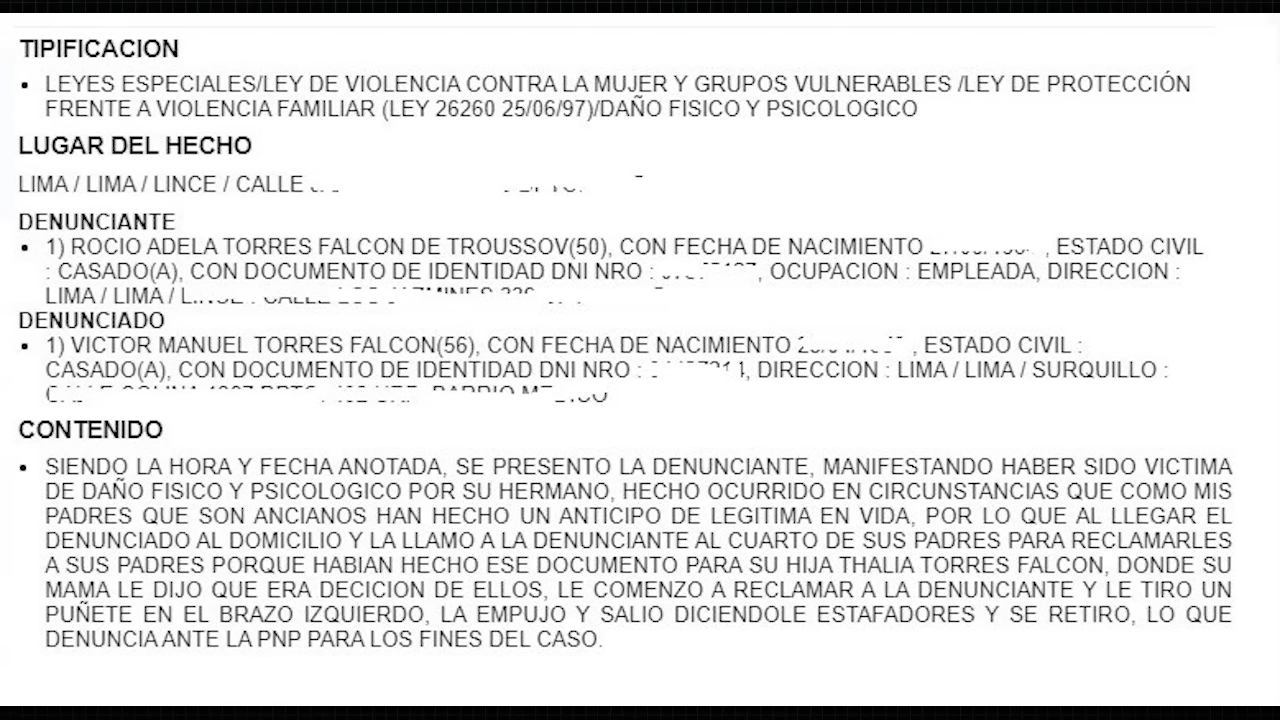 TIPIFICACION
• LEYES ESPECIALES/LEY DE VIOLENCIA CONTRA LA MUJER Y GRUPOS VULNERABLES /LEY DE PROTECCIÓN
FRENTE A VIOLENCIA FAMILIAR (LEY 26260 25/06/97)/DAÑO FISICO Y PSICOLOGICO
LUGAR DEL HECHO
LIMA / LIMA / LINCE / CALLE
DENUNCIANTE
• 1) ROCIO ADELA TORRES FALCON DE TROUSSOV(50), CON FECHA DE NACIMIENTO , ESTADO CIVIL
: CASADO(A), CON DOCUMENTO DE IDENTIDAD DNI NRO : , OCUPACION : EMPLEADA, DIRECCION :
LIMA / LIMA /
DENUNCIADO
• 1) VICTOR MANUEL TORRES FALCON(56), CON FECHA DE NACIMIENTO , ESTADO CIVIL :
CASADO(A), CON DOCUMENTO DE IDENTIDAD DNI NRO : , DIRECCION : LIMA / LIMA / SURQUILLO :
CONTENIDO
• SIENDO LA HORA Y FECHA ANOTADA, SE PRESENTO LA DENUNCIANTE, MANIFESTANDO HABER SIDO VICTIMA
DE DAÑO FISICO Y PSICOLOGICO POR SU HERMANO, HECHO OCURRIDO EN CIRCUNSTANCIAS QUE COMO MIS
PADRES QUE SON ANCIANOS HAN HECHO UN ANTICIPO DE LEGITIMA EN VIDA, POR LO QUE AL LLEGAR EL
DENUNCIADO AL DOMICILIO Y LA LLAMO A LA DENUNCIANTE AL CUARTO DE SUS PADRES PARA RECLAMARLES
A SUS PADRES PORQUE HABIAN HECHO ESE DOCUMENTO PARA SU HIJA THALIA TORRES FALCON, DONDE SU
MAMA LE DIJO QUE ERA DECICION DE ELLOS, LE COMENZO A RECLAMAR A LA DENUNCIANTE Y LE TIRO UN
PUÑETE EN EL BRAZO IZQUIERDO, LA EMPUJO Y SALIO DICIENDOLE ESTAFADORES Y SE RETIRO, LO QUE
DENUNCIA ANTE LA PNP PARA LOS FINES DEL CASO.